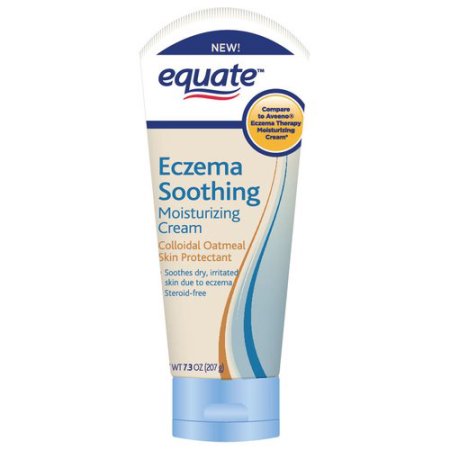 NEW!
equate™
Compare
to Aveeno®
Eczema Therapy
Moisturizing
Cream*
Eczema
Soothing
Moisturizing
Cream
Colloidal Oatmeal
Skin Protectant
• Soothes dry, irritated
skin due to eczema
Steroid-free
WT 7.3 OZ (207 g)